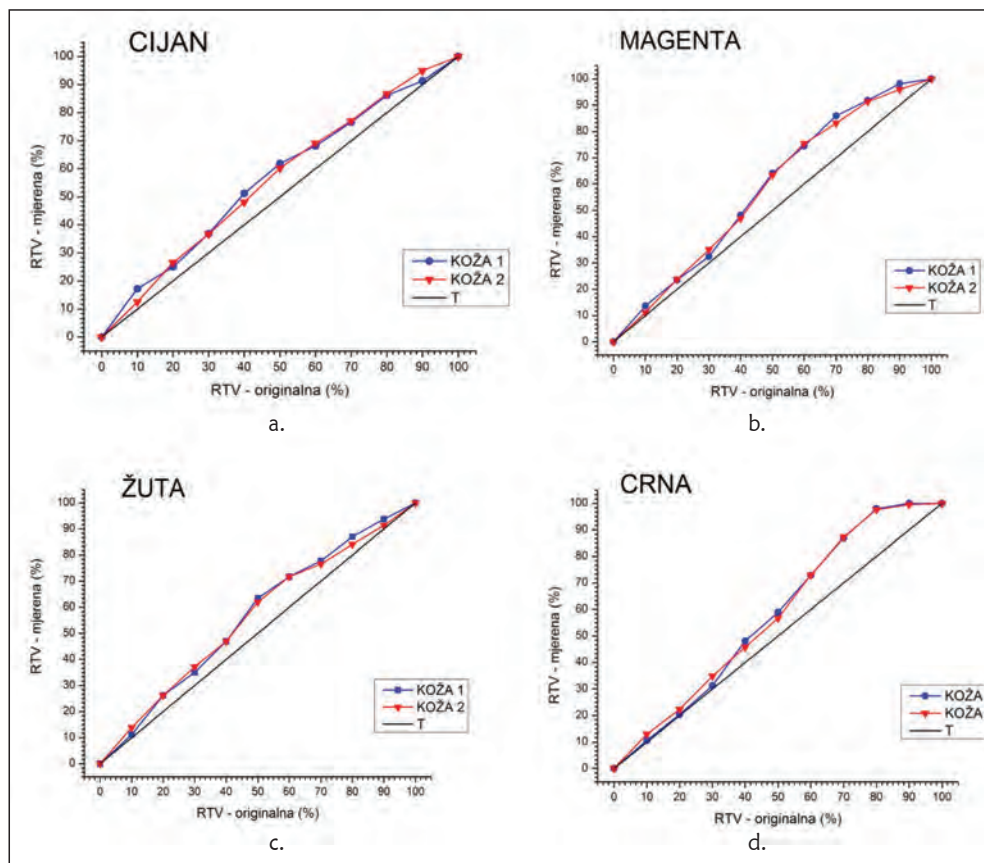 CIJAN
100
90
80
70
60
50
40
30
20
10
0
RTV - mjerena (%)
KOŽA 1
KOŽA 2
T
0 10 20 30 40 50 60 70 80 90 100
RTV - originalna (%)
a.
MAGENTA
100
90
80
70
60
50
40
30
20
10
0
RTV - mjerena (%)
KOŽA 1
KOŽA 2
T
0 10 20 30 40 50 60 70 80 90 100
RTV - originalna (%)
b.
ŽUTA
100
90
80
70
60
50
40
30
20
10
0
RTV - mjerena (%)
KOŽA 1
KOŽA 2
T
0 10 20 30 40 50 60 70 80 90 100
RTV - originalna (%)
c.
CRNA
100
90
80
70
60
50
40
30
20
10
0
RTV - mjerena (%)
KOŽA
KOŽA
T
0 10 20 30 40 50 60 70 80 90 100
RTV - originalna (%)
d.